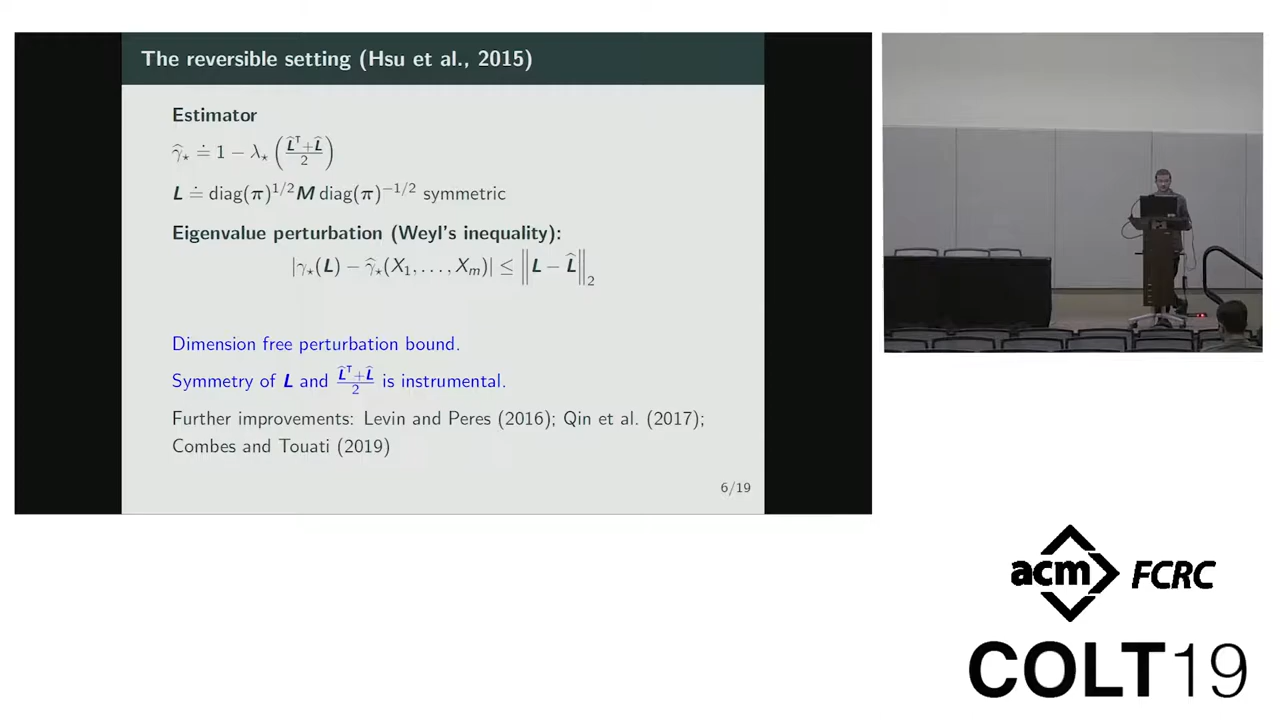 The reversible setting (Hsu et al., 2015)
Estimator
γ̂⋆ ≐ 1 − λ⋆ ((L̂ᵀ+L̂)/2)
L ≐ diag(π)^{1/2} M diag(π)^{−1/2} symmetric
Eigenvalue perturbation (Weyl's inequality):
|γ⋆(L) − γ̂⋆(X₁, . . . , Xₘ)| ≤ ‖L − L̂‖₂
Dimension free perturbation bound.
Symmetry of L and (L̂ᵀ+L̂)/2 is instrumental.
Further improvements: Levin and Peres (2016); Qin et al. (2017);
Combes and Touati (2019)
6/19
acm FCRC
COLT19